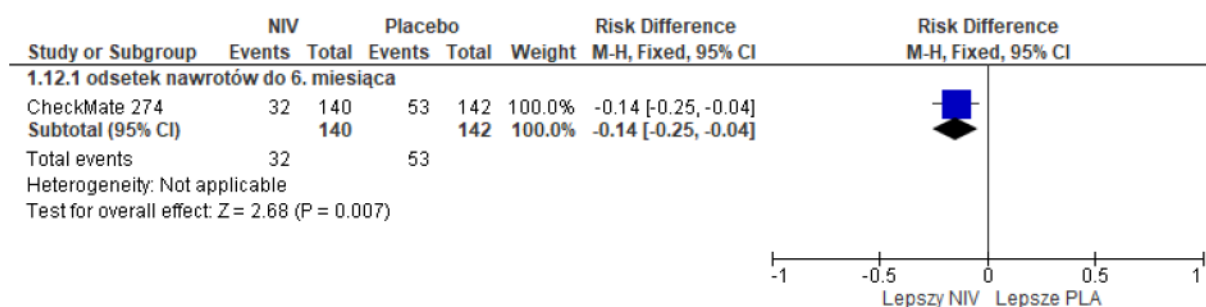 NIV Placebo Risk Difference Risk Difference
Study or Subgroup Events Total Events Total Weight M-H, Fixed, 95% CI M-H, Fixed, 95% CI
1.12.1 odsetek nawrotów do 6. miesiąca
CheckMate 274 32 140 53 142 100.0% -0.14 [-0.25, -0.04]
Subtotal (95% CI) 140 142 100.0% -0.14 [-0.25, -0.04]
Total events 32 53
Heterogeneity: Not applicable
Test for overall effect: Z = 2.68 (P = 0.007)
-1 -0.5 0 0.5 1
Lepszy NIV Lepsze PLA